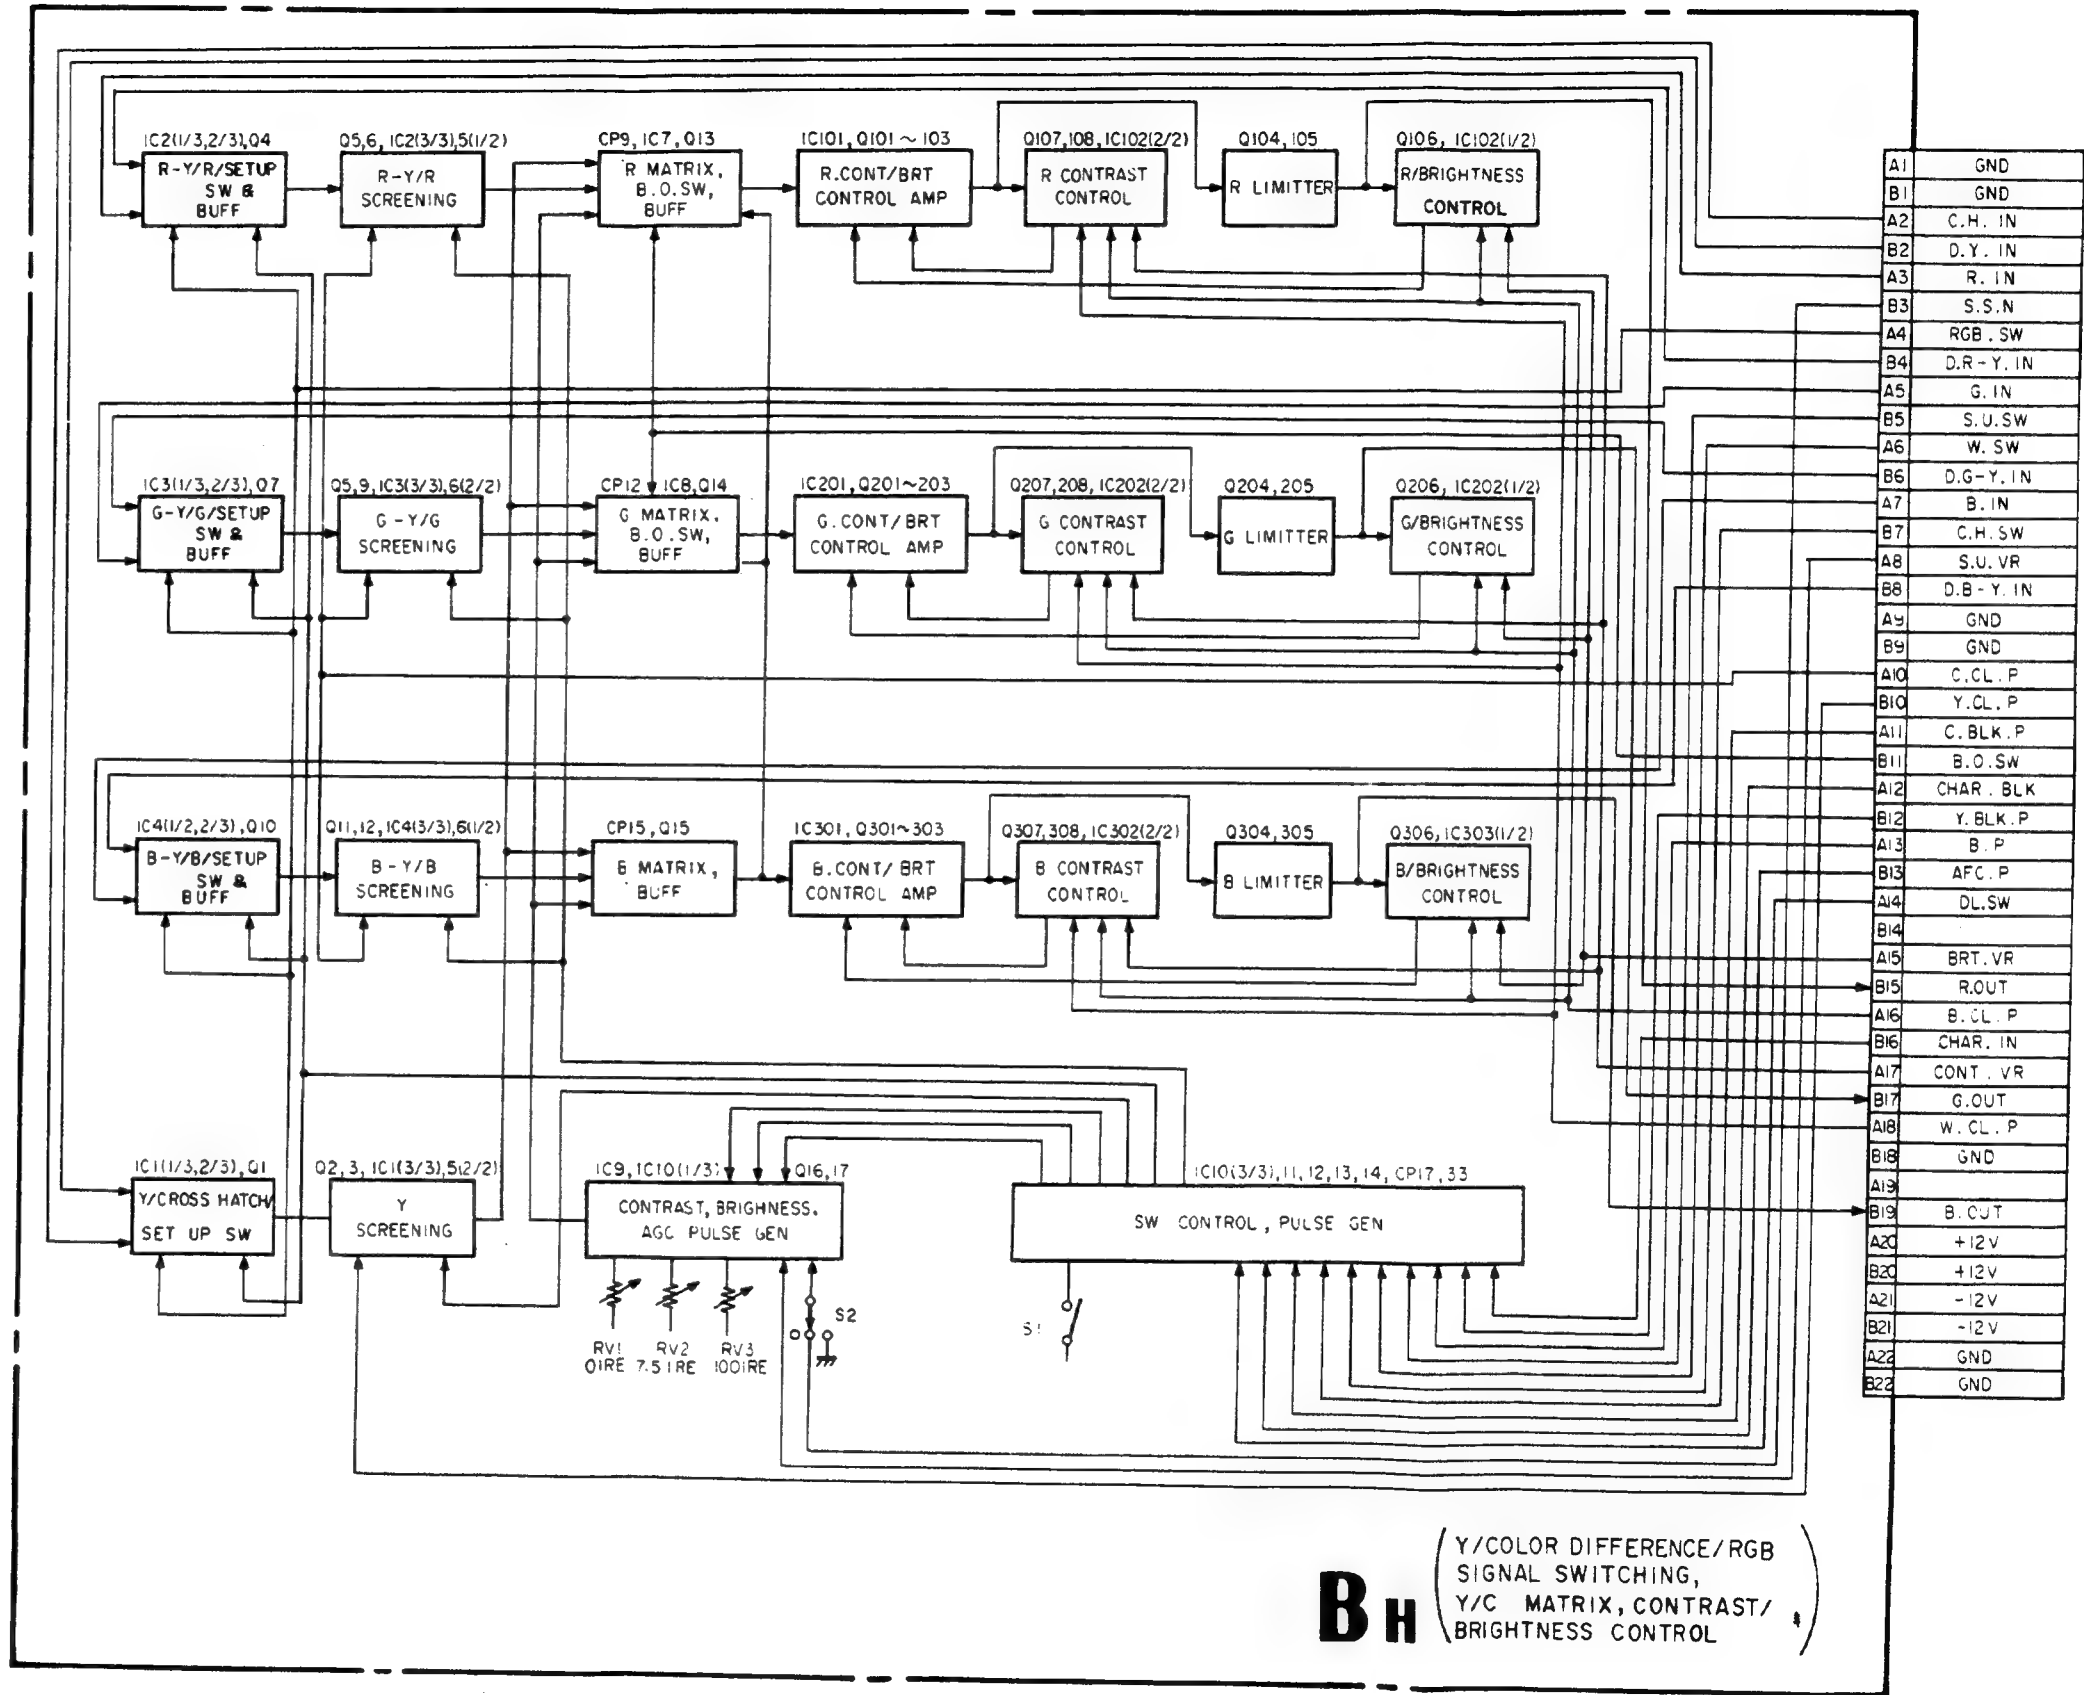 IC2(1/3,2/3),Q4
R-Y/R/SETUP
SW &
BUFF
Q5,6, IC2(3/3),5(1/2)
R-Y/R
SCREENING
CP9, IC7, Q13
R MATRIX,
B.O.SW,
BUFF
IC101, Q101~103
R.CONT/BRT
CONTROL AMP
Q107,108, IC102(2/2)
R CONTRAST
CONTROL
Q104, 105
R LIMITTER
Q106, IC102(1/2)
R/BRIGHTNESS
CONTROL
IC3(1/3,2/3), Q7
G-Y/G/SETUP
SW &
BUFF
Q5,9, IC3(3/3),6(2/2)
G-Y/G
SCREENING
CP12 IC8, Q14
G MATRIX,
B.O.SW,
BUFF
IC201, Q201~203
G.CONT/BRT
CONTROL AMP
Q207,208, IC202(2/2)
G CONTRAST
CONTROL
Q204, 205
G LIMITTER
Q206, IC202(1/2)
G/BRIGHTNESS
CONTROL
IC4(1/2,2/3), Q10
B-Y/B/SETUP
SW &
BUFF
Q11,12, IC4(3/3),6(1/2)
B-Y/B
SCREENING
CP15, Q15
B MATRIX,
BUFF
IC301, Q301~303
B.CONT/BRT
CONTROL AMP
Q307,308, IC302(2/2)
B CONTRAST
CONTROL
Q304, 305
B LIMITTER
Q306, IC303(1/2)
B/BRIGHTNESS
CONTROL
IC1(1/3,2/3), Q1
Y/CROSS HATCH/
SET UP SW
Q2, 3, IC1(3/3),5(2/2)
Y
SCREENING
IC9, IC10(1/3) Q16,17
CONTRAST, BRIGHNESS.
AGC PULSE GEN
IC10(3/3),11,12,13,14, CP17,33
SW CONTROL, PULSE GEN
RV1
0IRE
RV2
7.5IRE
RV3
100IRE
S2
S1
A1 GND
B1 GND
A2 C.H. IN
B2 D.Y. IN
A3 R. IN
B3 S.S.N
A4 RGB. SW
B4 D.R-Y. IN
A5 G. IN
B5 S.U.SW
A6 W. SW
B6 D.G-Y. IN
A7 B. IN
B7 C.H. SW
A8 S.U. VR
B8 D.B-Y. IN
A9 GND
B9 GND
A10 C.CL. P
B10 Y.CL. P
A11 C.BLK.P
B11 B.O.SW
A12 CHAR. BLK
B12 Y. BLK.P
A13 B. P
B13 AFC.P
A14 DL.SW
B14
A15 BRT.VR
B15 R.OUT
A16 B.CL.P
B16 CHAR. IN
A17 CONT. VR
B17 G.OUT
A18 W.CL.P
B18 GND
A19
B19 B.OUT
A20 +12V
B20 +12V
A21 -12V
B21 -12V
A22 GND
B22 GND
BH
Y/COLOR DIFFERENCE/RGB
SIGNAL SWITCHING,
Y/C MATRIX, CONTRAST/
BRIGHTNESS CONTROL